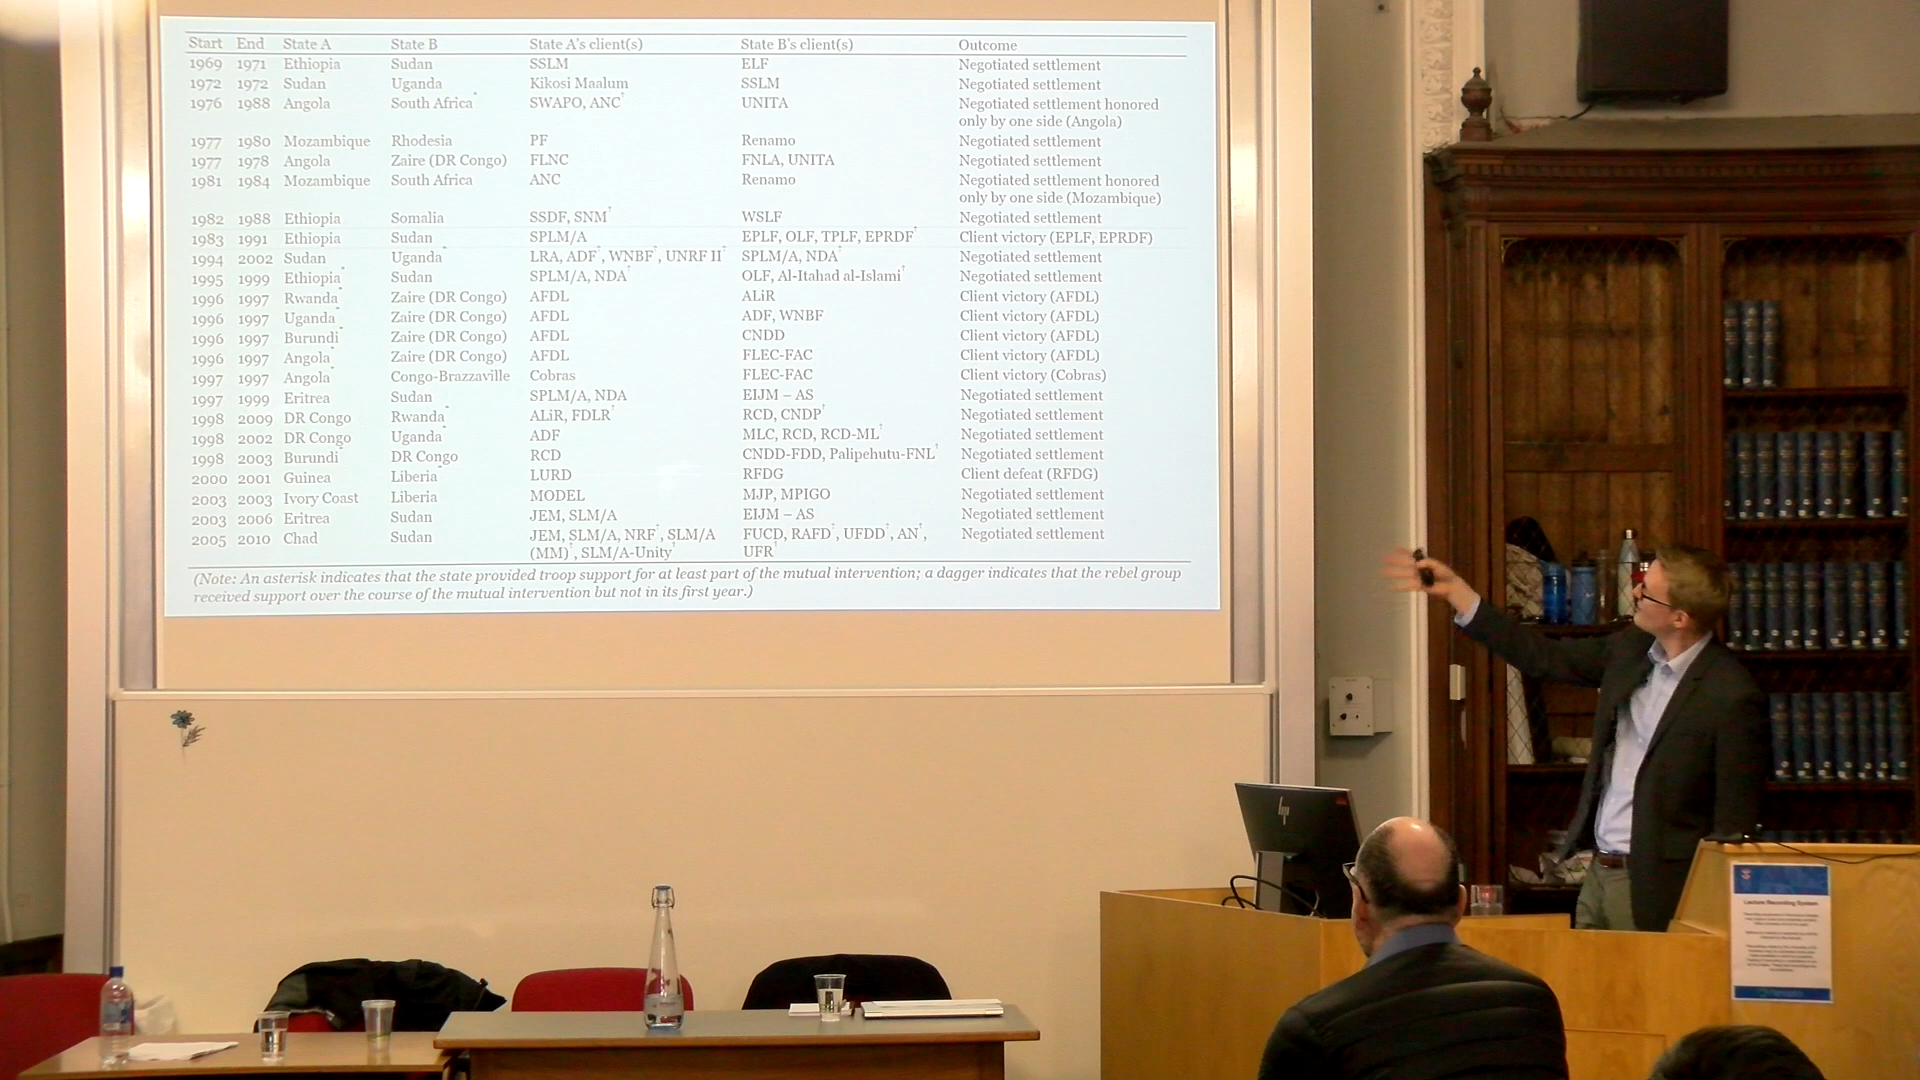 Start End State A State B State A's client(s) State B's client(s) Outcome
1969 1971 Ethiopia Sudan SSLM ELF Negotiated settlement
1972 1972 Sudan Uganda Kikosi Maalum SSLM Negotiated settlement
1976 1988 Angola South Africa* SWAPO, ANC† UNITA Negotiated settlement honored
only by one side (Angola)
1977 1980 Mozambique Rhodesia PF Renamo Negotiated settlement
1977 1978 Angola Zaire (DR Congo) FLNC FNLA, UNITA Negotiated settlement
1981 1984 Mozambique South Africa ANC Renamo Negotiated settlement honored
only by one side (Mozambique)
1982 1988 Ethiopia Somalia SSDF, SNM† WSLF Negotiated settlement
1983 1991 Ethiopia Sudan SPLM/A EPLF, OLF, TPLF, EPRDF† Client victory (EPLF, EPRDF)
1994 2002 Sudan Uganda* LRA, ADF†, WNBF†, UNRF II† SPLM/A, NDA† Negotiated settlement
1995 1999 Ethiopia* Sudan SPLM/A, NDA† OLF, Al-Itahad al-Islami† Negotiated settlement
1996 1997 Rwanda* Zaire (DR Congo) AFDL ALiR Client victory (AFDL)
1996 1997 Uganda* Zaire (DR Congo) AFDL ADF, WNBF Client victory (AFDL)
1996 1997 Burundi* Zaire (DR Congo) AFDL CNDD Client victory (AFDL)
1996 1997 Angola* Zaire (DR Congo) AFDL FLEC-FAC Client victory (AFDL)
1997 1997 Angola* Congo-Brazzaville Cobras FLEC-FAC Client victory (Cobras)
1997 1999 Eritrea Sudan SPLM/A, NDA EIJM – AS Negotiated settlement
1998 2009 DR Congo Rwanda* ALiR, FDLR† RCD, CNDP† Negotiated settlement
1998 2002 DR Congo Uganda* ADF MLC, RCD, RCD-ML† Negotiated settlement
1998 2003 Burundi* DR Congo RCD CNDD-FDD, Palipehutu-FNL† Negotiated settlement
2000 2001 Guinea Liberia* LURD RFDG Client defeat (RFDG)
2003 2003 Ivory Coast Liberia MODEL MJP, MPIGO Negotiated settlement
2003 2006 Eritrea Sudan JEM, SLM/A EIJM – AS Negotiated settlement
2005 2010 Chad Sudan JEM, SLM/A, NRF†, SLM/A FUCD, RAFD†, UFDD†, AN†, Negotiated settlement
(MM)†, SLM/A-Unity† UFR†
(Note: An asterisk indicates that the state provided troop support for at least part of the mutual intervention; a dagger indicates that the rebel group
received support over the course of the mutual intervention but not in its first year.)
hp
Lecture Recording System